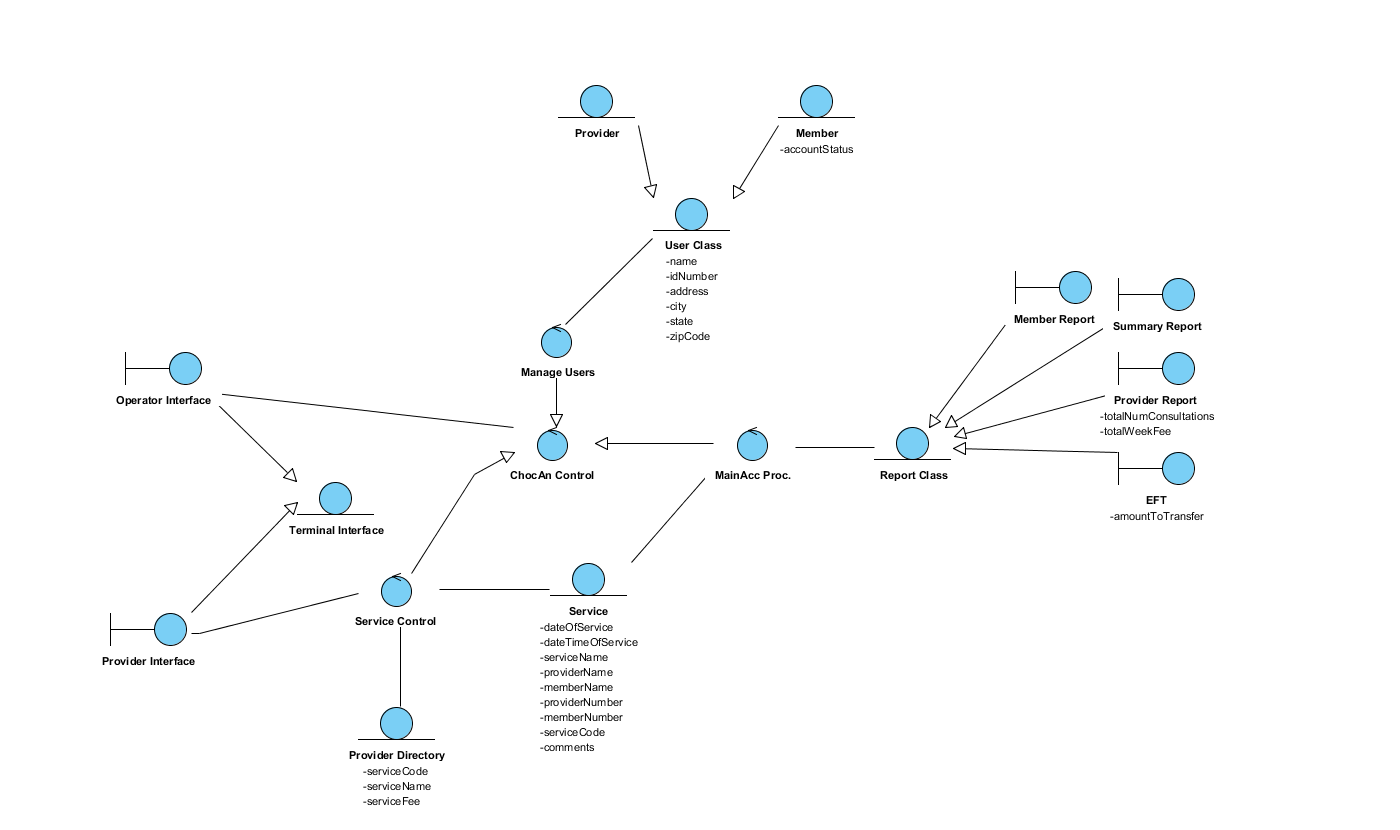 Provider
Member
-accountStatus
User Class
-name
-idNumber
-address
-city
-state
-zipCode
Member Report
Summary Report
Manage Users
Operator Interface
Provider Report
-totalNumConsultations
-totalWeekFee
ChocAn Control
MainAcc Proc.
Report Class
EFT
-amountToTransfer
Terminal Interface
Service Control
Service
-dateOfService
-dateTimeOfService
-serviceName
-providerName
-memberName
-providerNumber
-memberNumber
-serviceCode
-comments
Provider Interface
Provider Directory
-serviceCode
-serviceName
-serviceFee